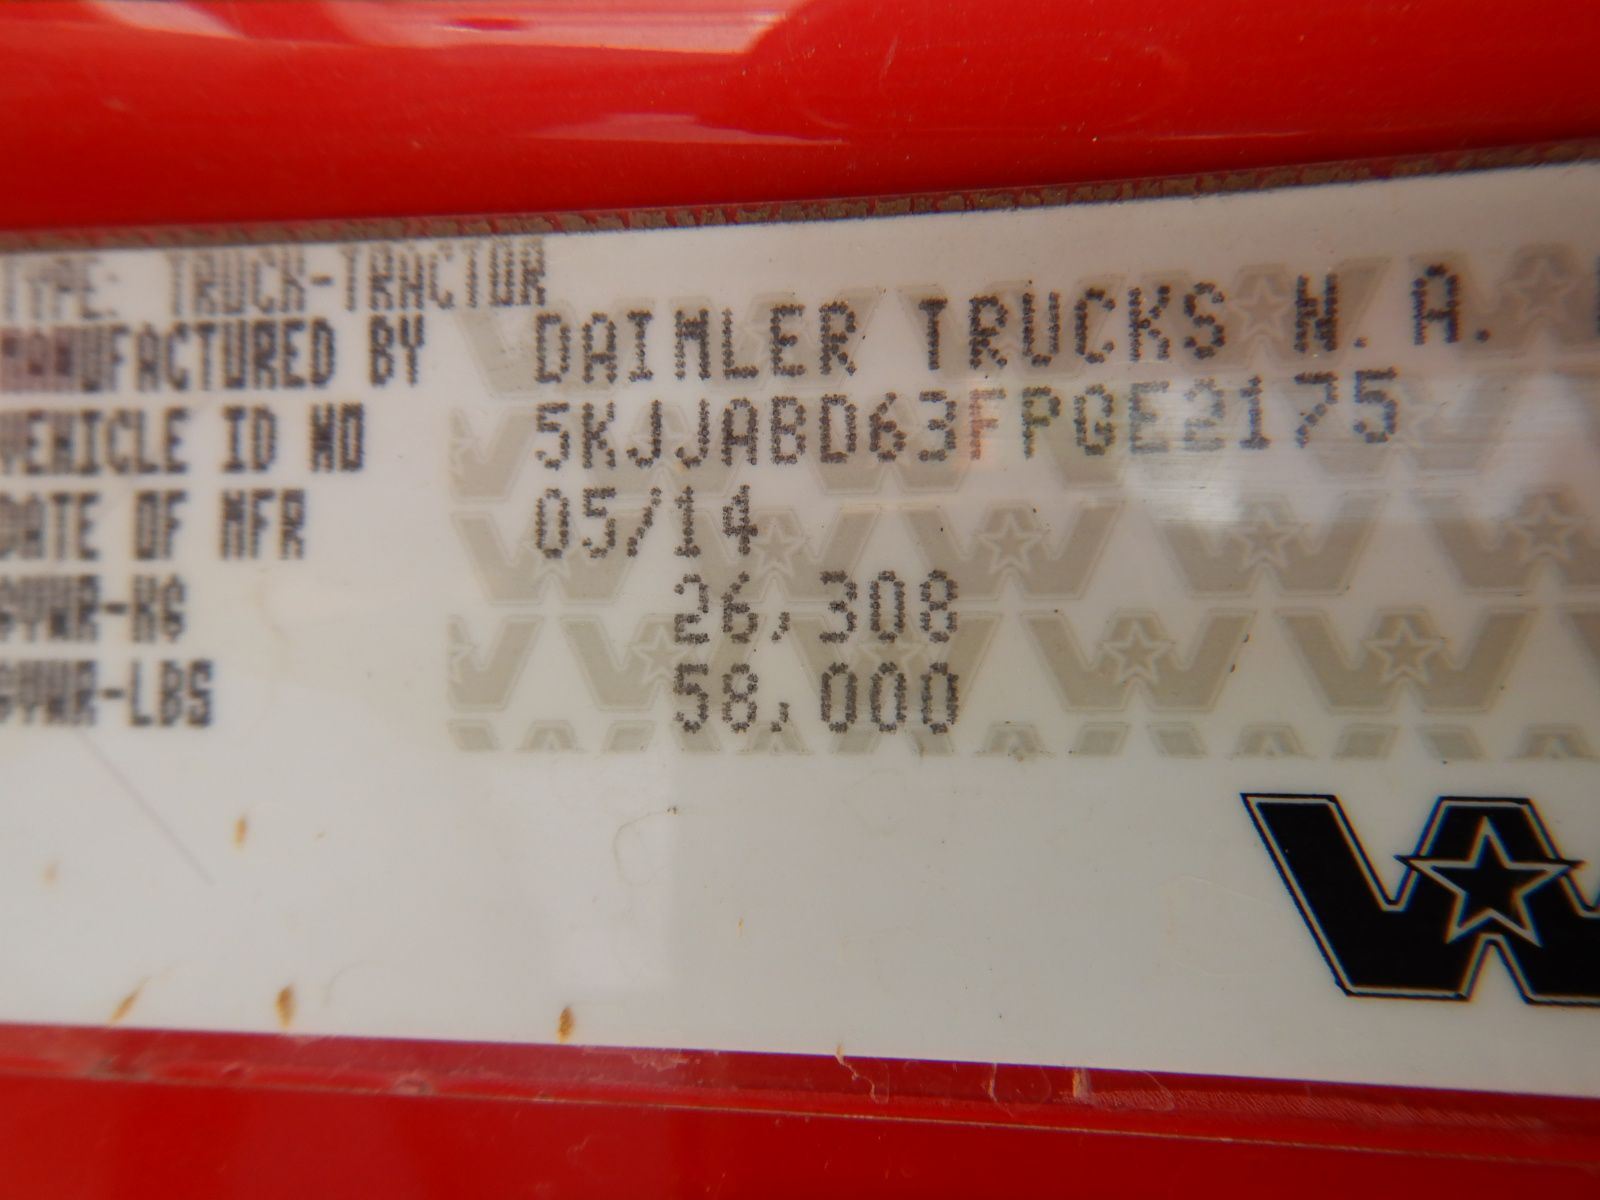 TYPE: TRUCK-TRACTOR
MANUFACTURED BY DAIMLER TRUCKS N.A.
VEHICLE ID NO 5KJJABD63FPGE2175
DATE OF MFR 05/14
GVWR-KG 26,308
GVWR-LBS 58,000